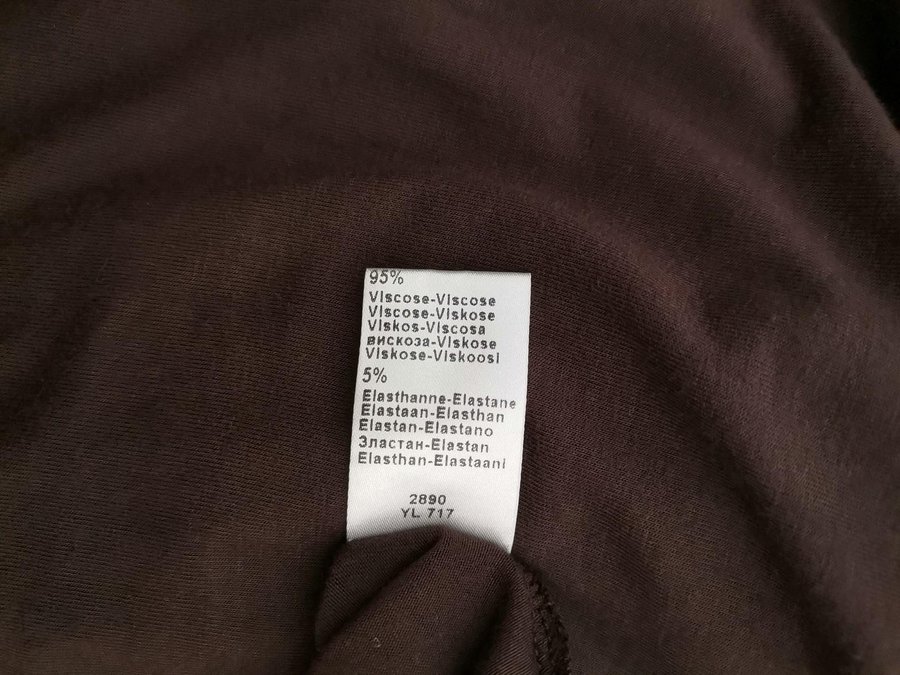 95%
Viscose-Viscose
Viscose-Viskose
Viskos-Viscosa
вискоза-Viskose
Viskose-Viskoosi
5%
Elasthanne-Elastane
Elastaan-Elasthan
Elastan-Elastano
Эластан-Elastan
Elasthan-Elastaani
2890
YL 717